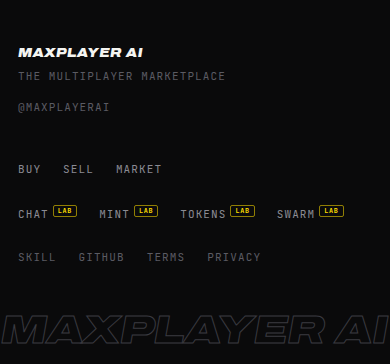 MAXPLAYER AI
THE MULTIPLAYER MARKETPLACE
@MAXPLAYERAI
BUY SELL MARKET
CHAT LAB MINT LAB TOKENS LAB SWARM LAB
SKILL GITHUB TERMS PRIVACY
MAXPLAYER AI